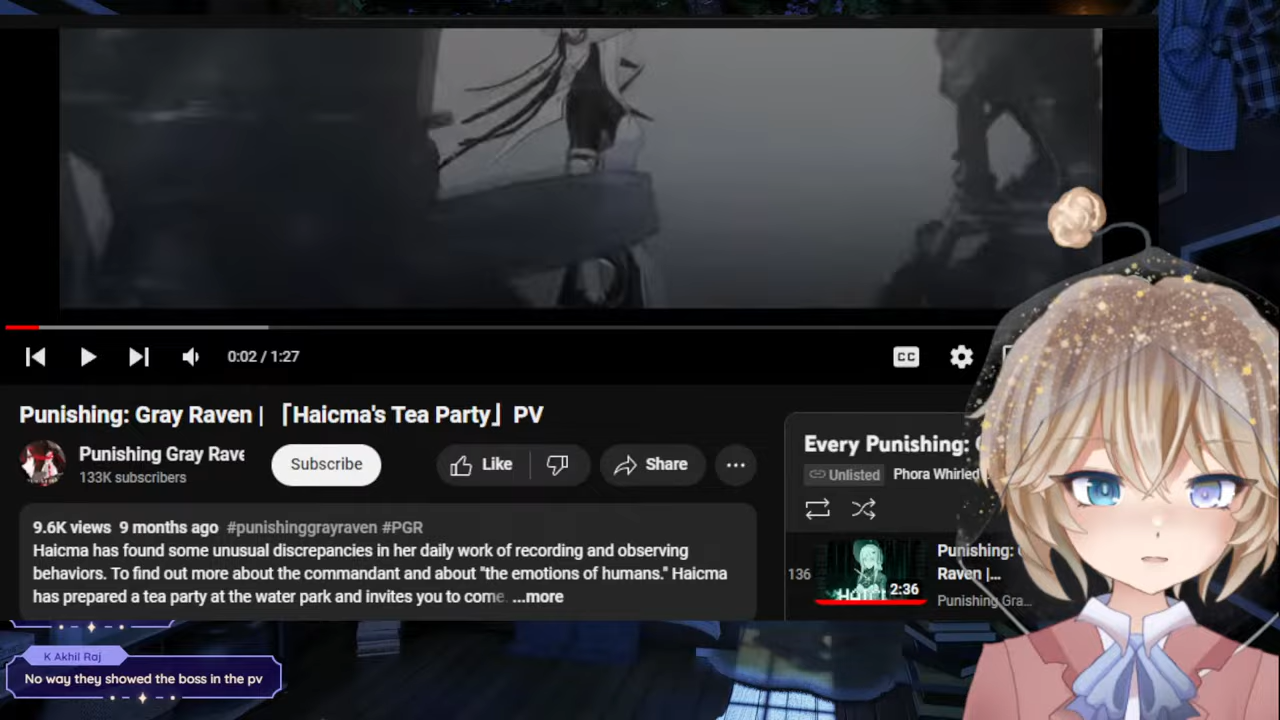 0:02 / 1:27
CC
Punishing: Gray Raven | 「Haicma's Tea Party」 PV
Punishing Gray Rave
133K subscribers
Subscribe
Like
Share
9.6K views 9 months ago #punishinggrayraven #PGR
Haicma has found some unusual discrepancies in her daily work of recording and observing
behaviors. To find out more about the commandant and about "the emotions of humans." Haicma
has prepared a tea party at the water park and invites you to come. ...more
Every Punishing:
Unlisted Phora Whirled
136
2:36
Punishing:
Raven |...
Punishing Gra...
K Akhil Raj
No way they showed the boss in the pv